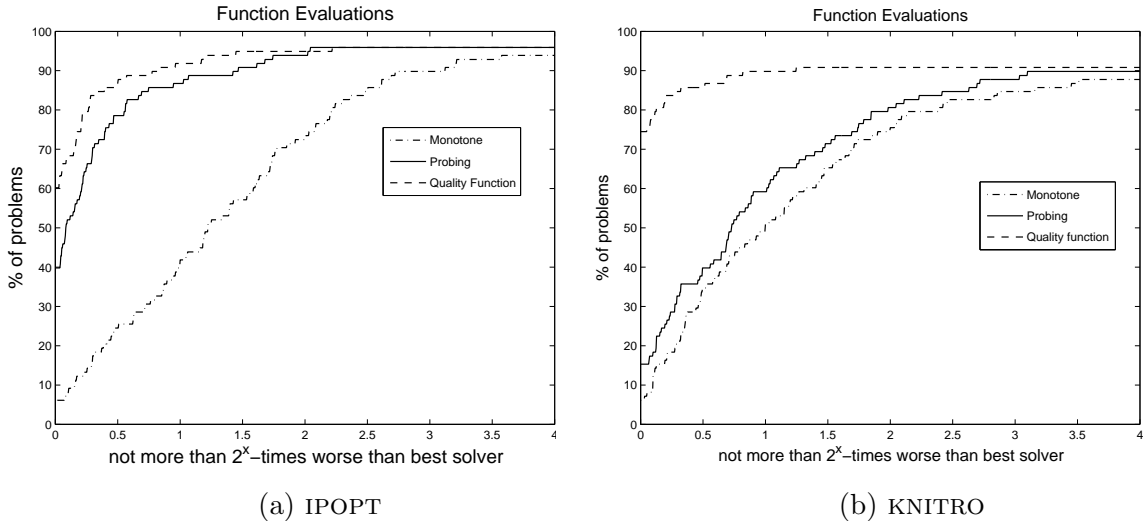 Function Evaluations
100
90
80
70
60
50
40
30
20
10
0
% of problems
Monotone
Probing
Quality Function
0 0.5 1 1.5 2 2.5 3 3.5 4
not more than 2^x−times worse than best solver
(a) IPOPT
Function Evaluations
100
90
80
70
60
50
40
30
20
10
0
% of problems
Monotone
Probing
Quality function
0 0.5 1 1.5 2 2.5 3 3.5 4
not more than 2^x−times worse than best solver
(b) KNITRO